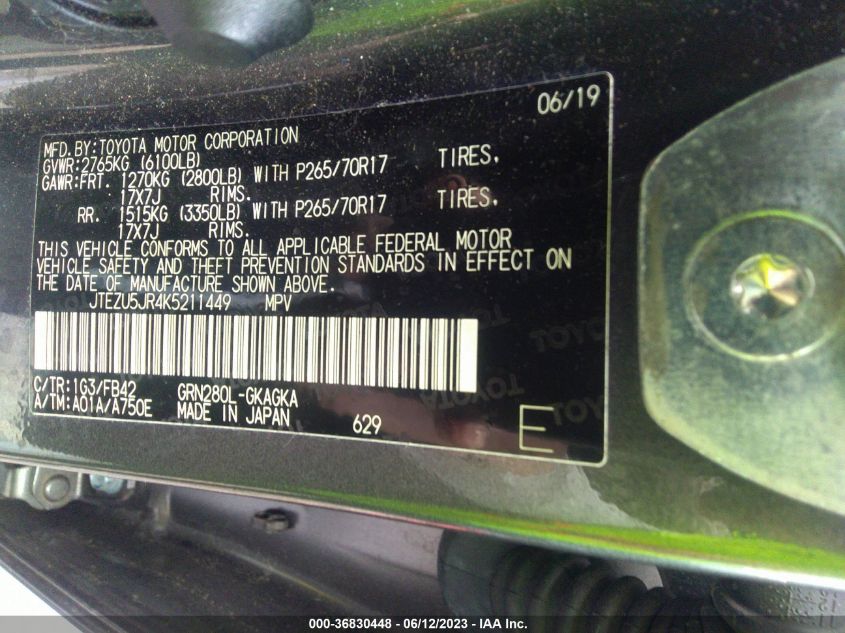 06/19
MFD.BY:TOYOTA MOTOR CORPORATION
GVWR:2765KG (6100LB)
GAWR:FRT. 1270KG (2800LB) WITH P265/70R17 TIRES,
17X7J RIMS.
RR. 1515KG (3350LB) WITH P265/70R17 TIRES,
17X7J RIMS.
THIS VEHICLE CONFORMS TO ALL APPLICABLE FEDERAL MOTOR
VEHICLE SAFETY AND THEFT PREVENTION STANDARDS IN EFFECT ON
THE DATE OF MANUFACTURE SHOWN ABOVE.
JTEZU5JR4K5211449 MPV
C/TR:1G3/FB42 GRN280L-GKAGKA
A/TM:A01A/A750E MADE IN JAPAN
629
E
000-36830448 - 06/12/2023 - IAA Inc.